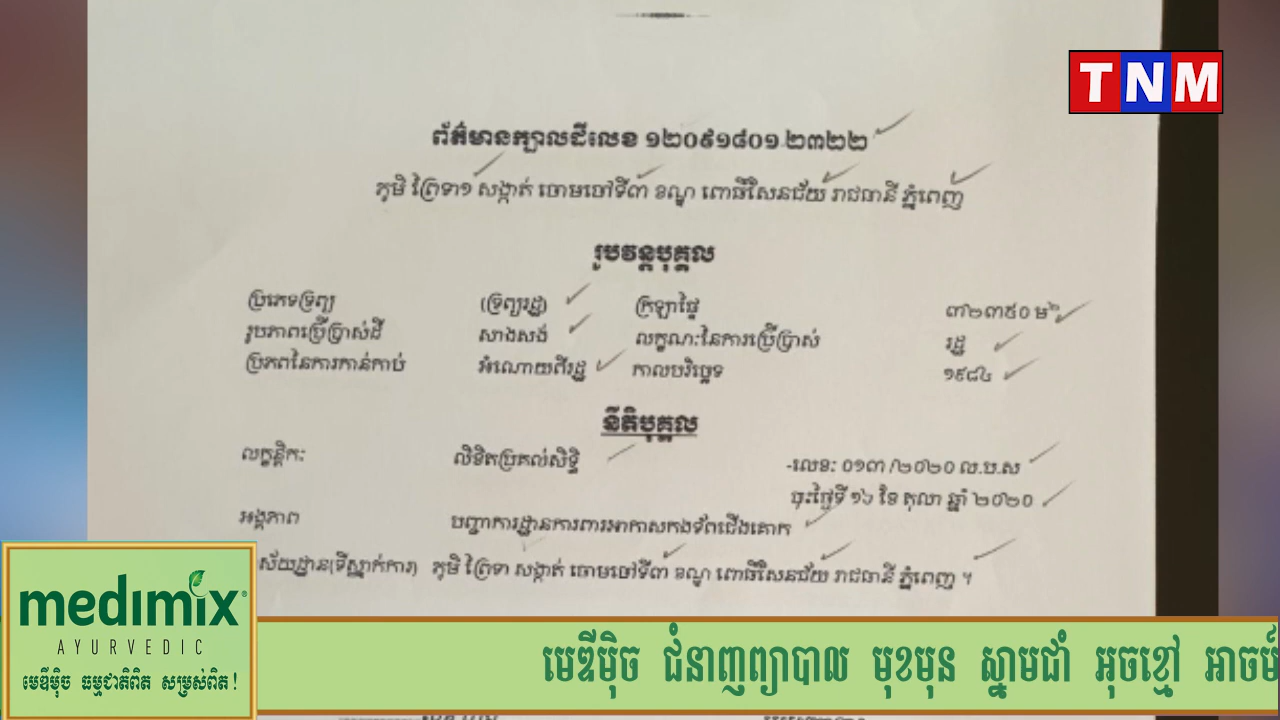 TNM
ព័ត៌មានក្បាលដីលេខ ១២០៩១៨០១ ២៣២២
ភូមិ ព្រៃទា១ សង្កាត់ ចោមចៅទី៣ ខណ្ឌ ពោធិ៍សែនជ័យ រាជធានី ភ្នំពេញ
រូបវន្តបុគ្គល
ប្រភេទទ្រព្យ (ទ្រព្យរដ្ឋ) ក្រឡាផ្ទៃ ៣២៣៥០ ម២
រូបភាពប្រើប្រាស់ដី សាងសង់ លក្ខណៈនៃការប្រើប្រាស់ រដ្ឋ
ប្រភពនៃការកាន់កាប់ អំណោយពីរដ្ឋ កាលបរិច្ឆេទ ១៩៨៤
នីតិបុគ្គល
លក្ខន្តិកៈ លិខិតប្រគល់សិទ្ធិ -លេខៈ ០១៣ /២០២០ ល.ប.ស
ចុះថ្ងៃទី ១៦ ខែ តុលា ឆ្នាំ ២០២០
អង្គភាព បញ្ជាការដ្ឋានការពារអាកាសកងទ័ពជើងគោក
ស័យដ្ឋាន(ទីស្នាក់ការ) ភូមិ ព្រៃទា សង្កាត់ ចោមចៅទី៣ ខណ្ឌ ពោធិ៍សែនជ័យ រាជធានី ភ្នំពេញ ។
medimix®
AYURVEDIC
មេឌីម៉ិច ធម្មជាតិពិត សម្រស់ពិត!
មេឌីម៉ិច ជំនាញព្យាបាល មុខមុន ស្នាមជាំ អុចខ្មៅ អាចម៍